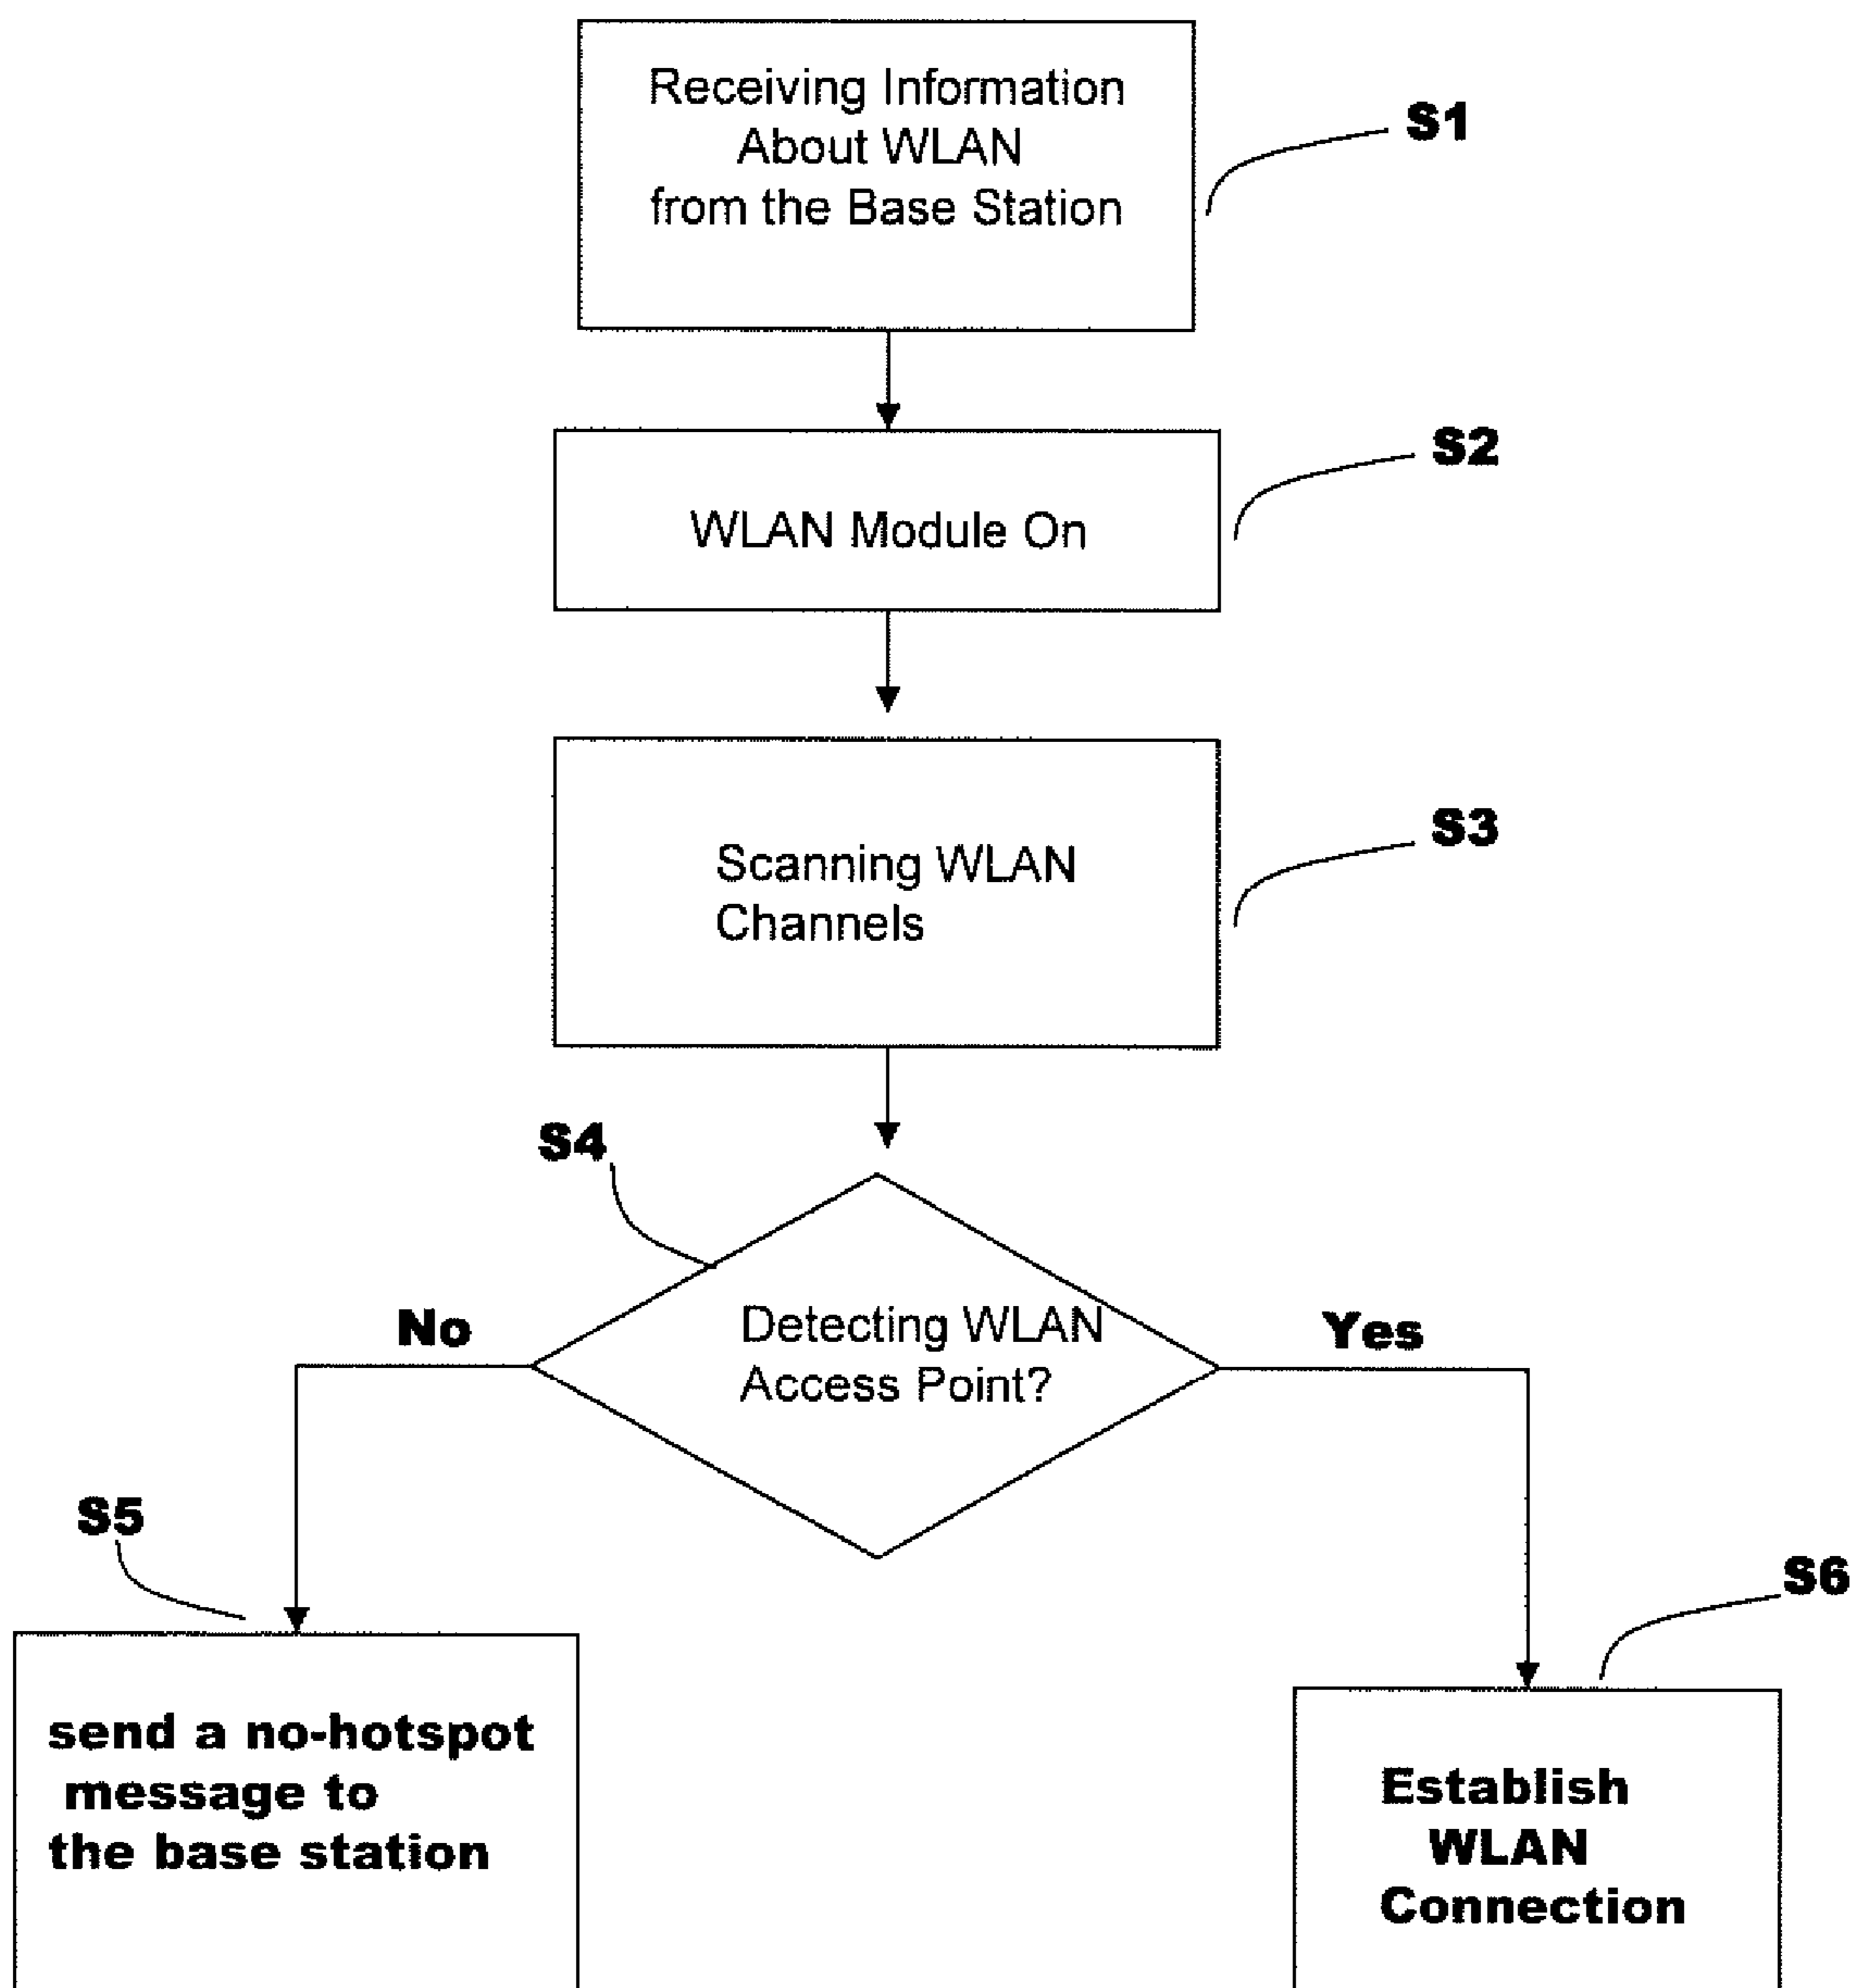 Receiving Information
About WLAN
from the Base Station
S1
WLAN Module On
S2
Scanning WLAN
Channels
S3
S4
Detecting WLAN
Access Point?
No
Yes
S5
send a no-hotspot
message to
the base station
S6
Establish
WLAN
Connection